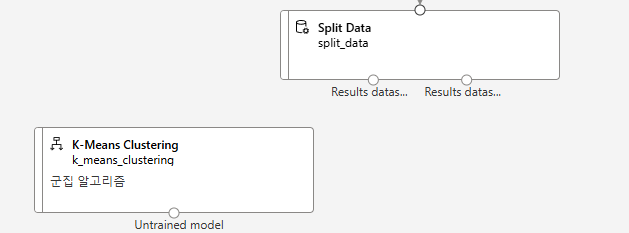 Split Data
split_data
Results datas... Results datas...
K-Means Clustering
k_means_clustering
군집 알고리즘
Untrained model